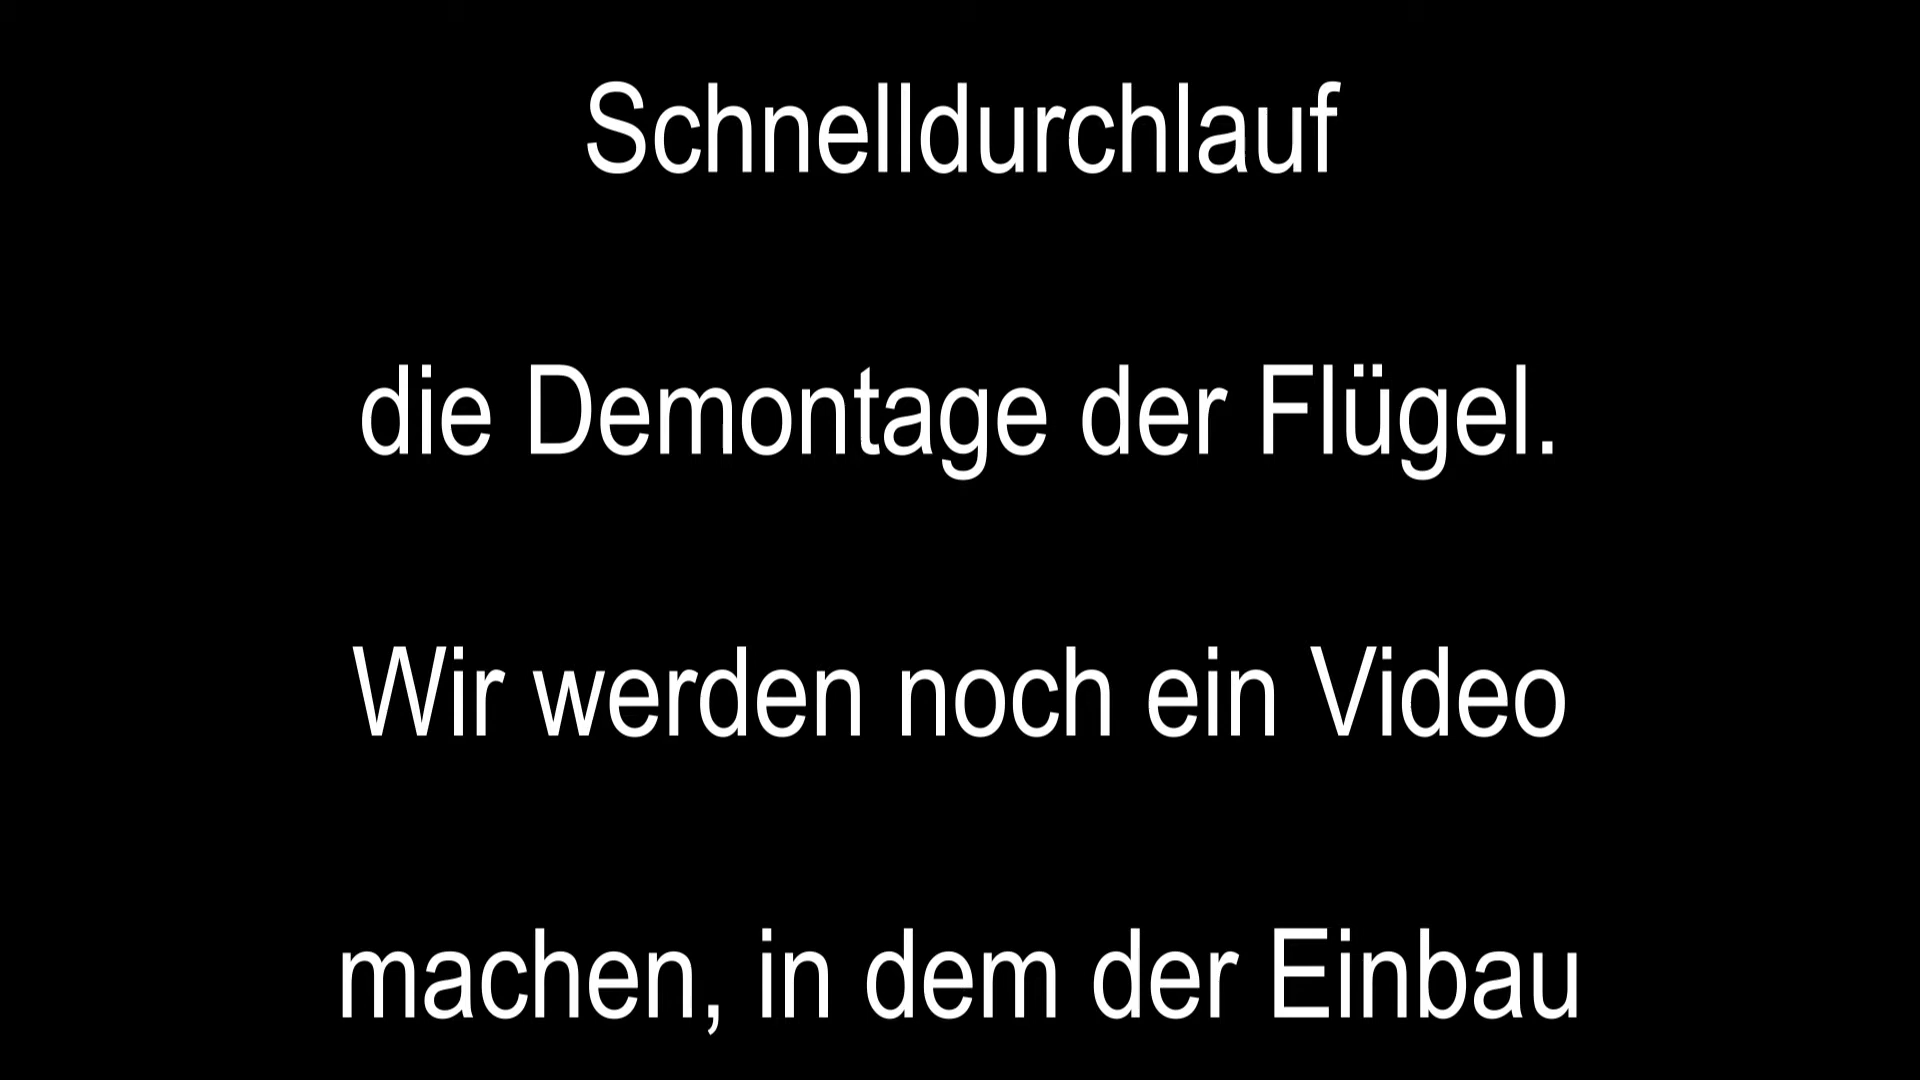 Schnelldurchlauf
die Demontage der Flügel.
Wir werden noch ein Video
machen, in dem der Einbau